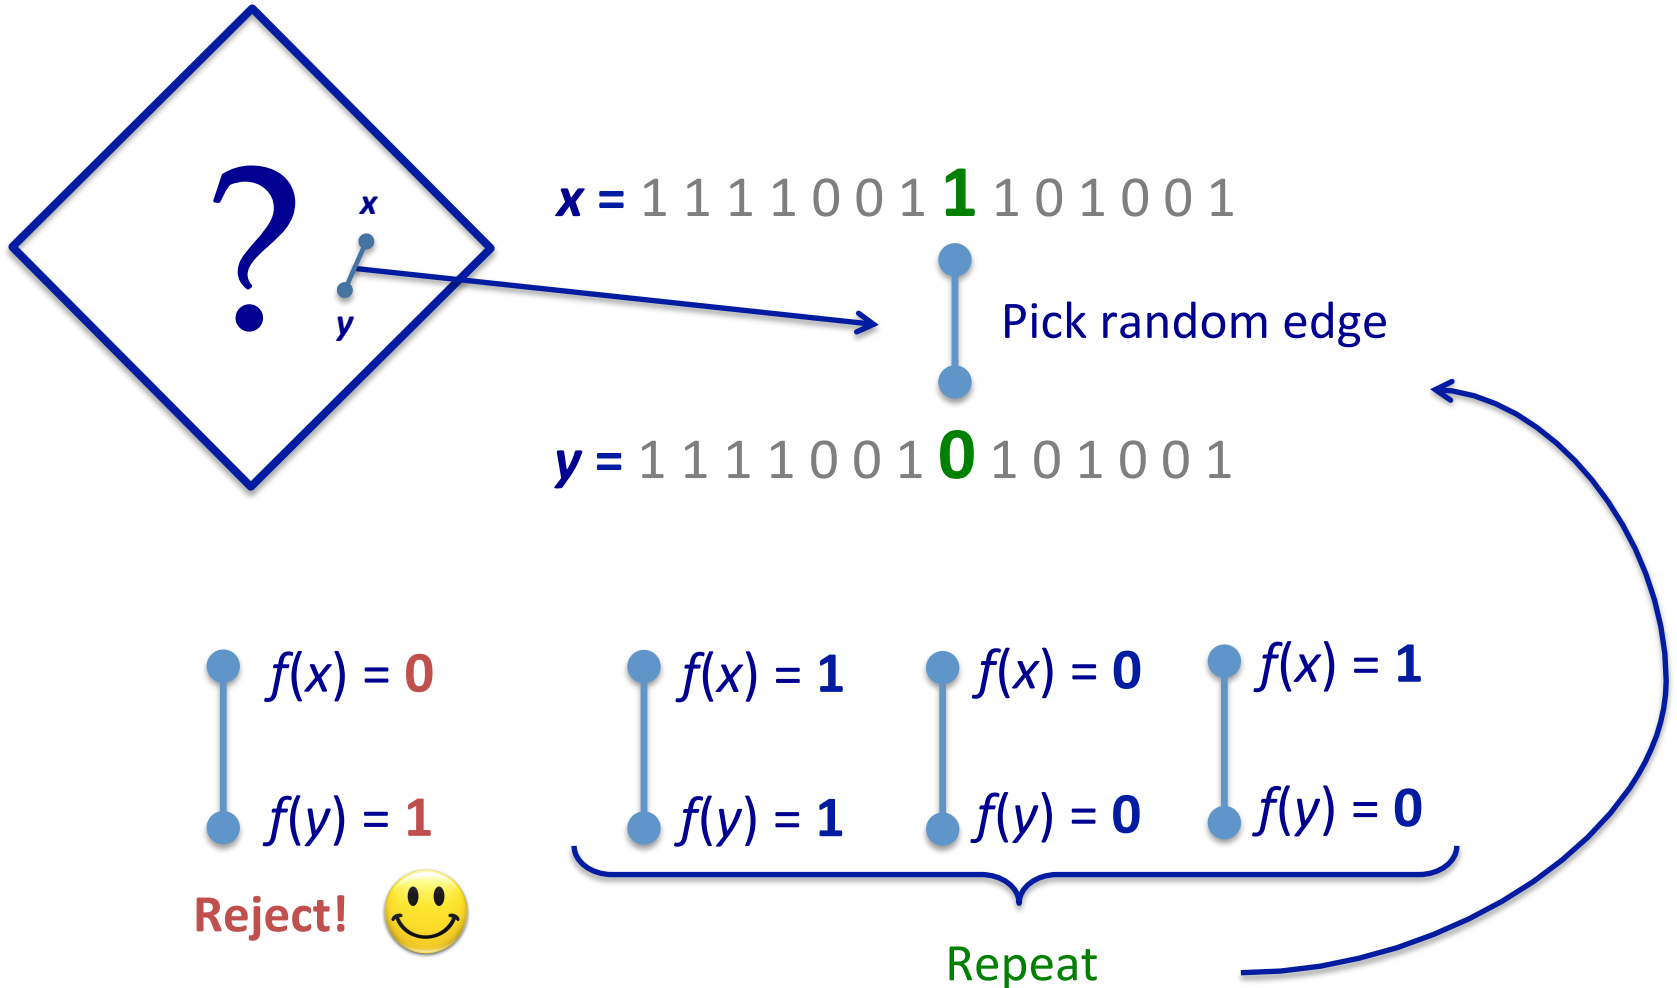 ?
x
y
x = 1 1 1 1 0 0 1 1 1 0 1 0 0 1
Pick random edge
y = 1 1 1 1 0 0 1 0 1 0 1 0 0 1
f(x) = 0
f(x) = 1
f(x) = 0
f(x) = 1
f(y) = 1
f(y) = 1
f(y) = 0
f(y) = 0
Reject!
Repeat